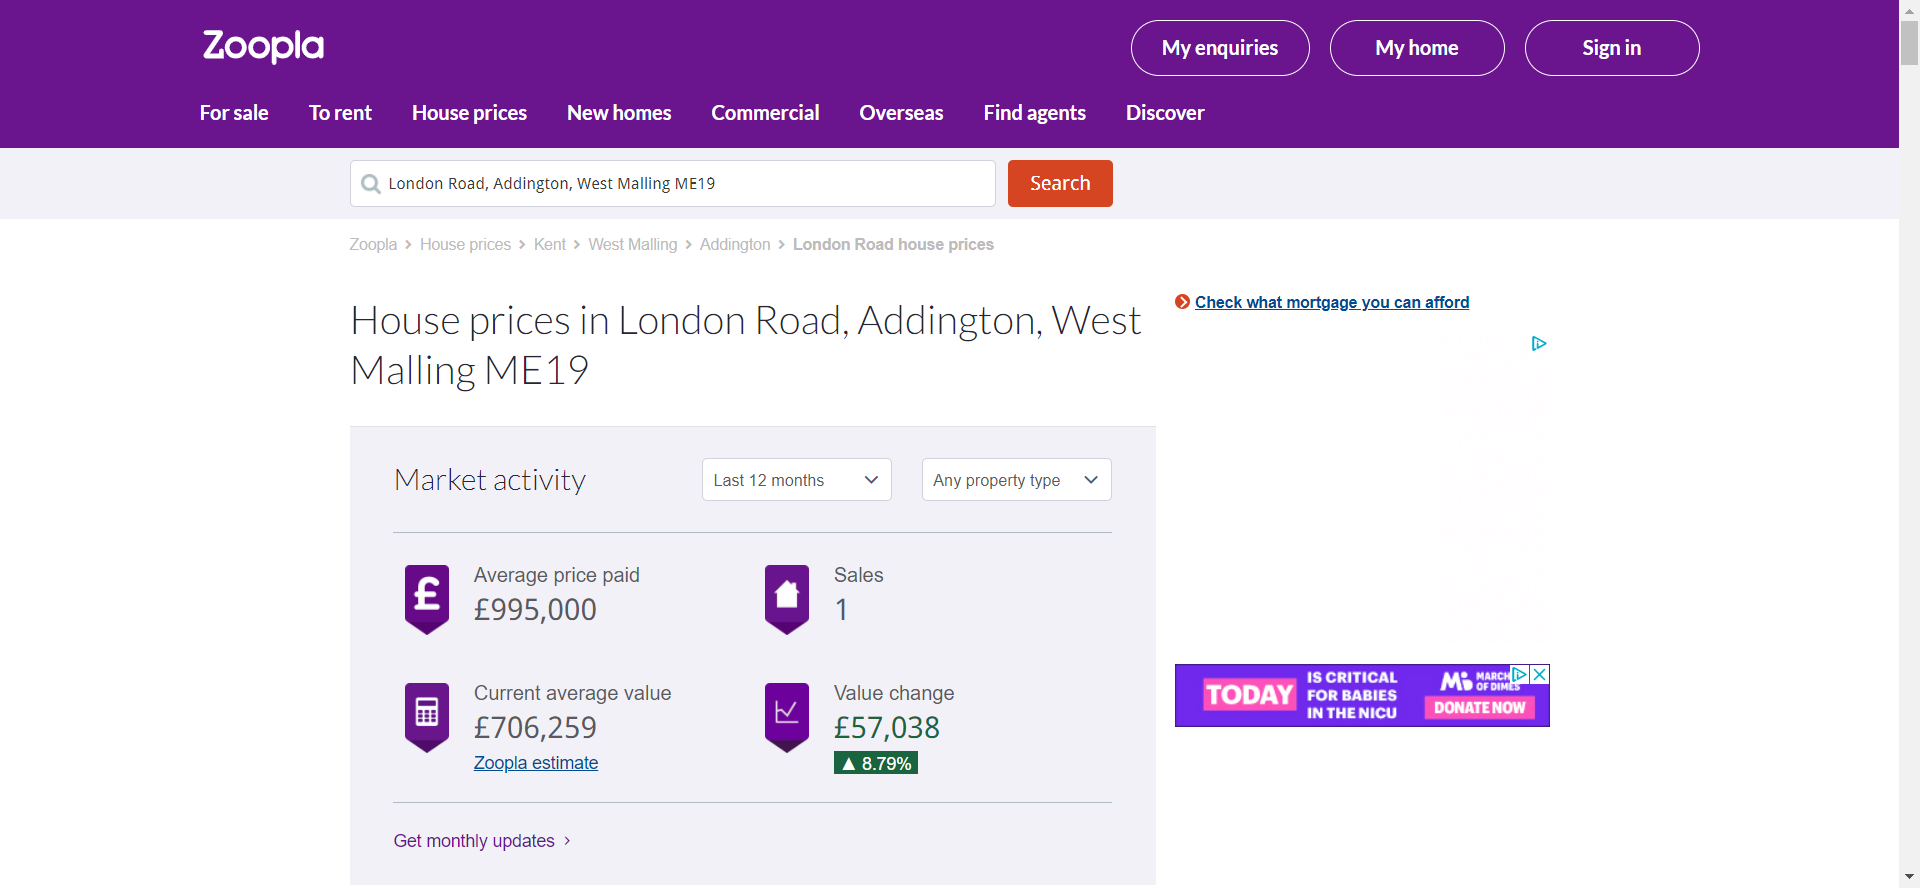 Zoopla
My enquiries
My home
Sign in
For sale
To rent
House prices
New homes
Commercial
Overseas
Find agents
Discover
London Road, Addington, West Malling ME19
Search
Zoopla > House prices > Kent > West Malling > Addington > London Road house prices
House prices in London Road, Addington, West
Malling ME19
Check what mortgage you can afford
Market activity
Last 12 months
Any property type
Average price paid
£995,000
Sales
1
Current average value
£706,259
Zoopla estimate
Value change
£57,038
▲ 8.79%
Get monthly updates >
TODAY
IS CRITICAL
FOR BABIES
IN THE NICU
MARCH
OF DIMES
DONATE NOW